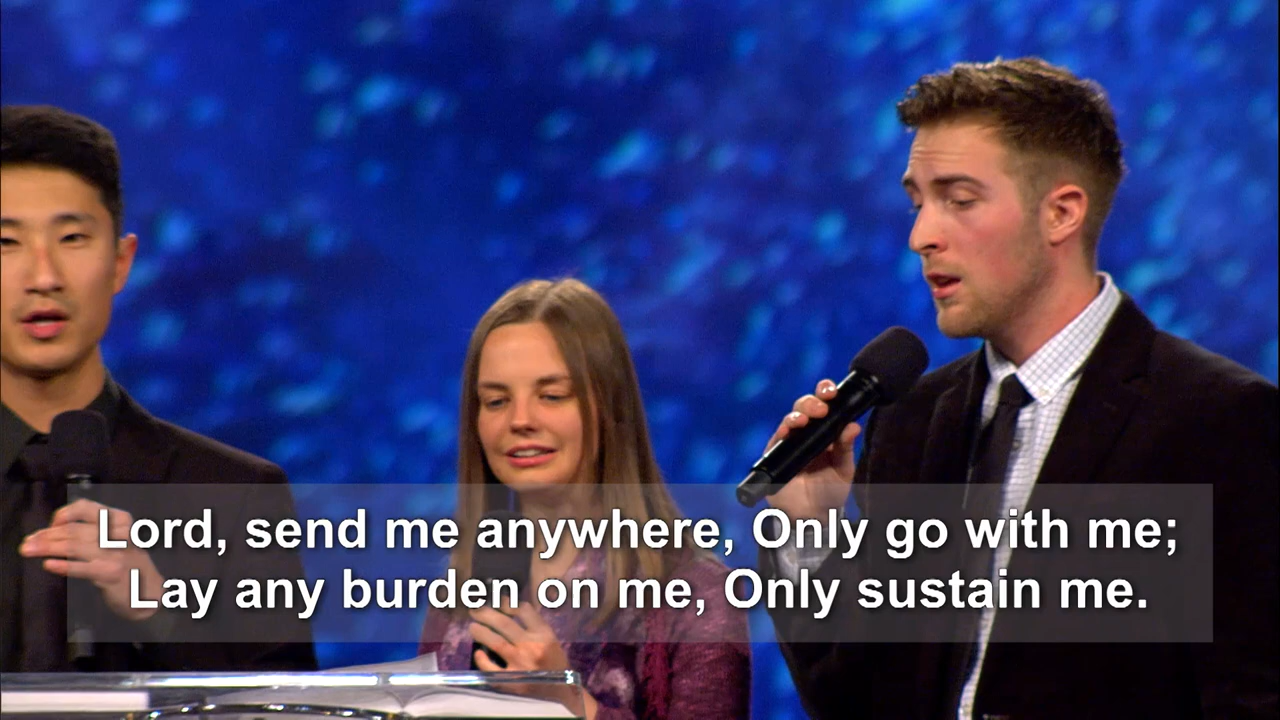 Lord, send me anywhere, Only go with me;
Lay any burden on me, Only sustain me.